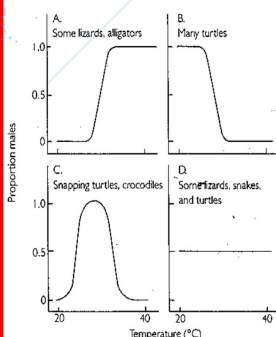 A.
Some lizards, alligators
B.
Many turtles
1.0
0.5
0
Proportion males
C.
Snapping turtles, crocodiles
D.
Some lizards, snakes,
and turtles
1.0
0.5
0
20
40
20
40
Temperature (°C)